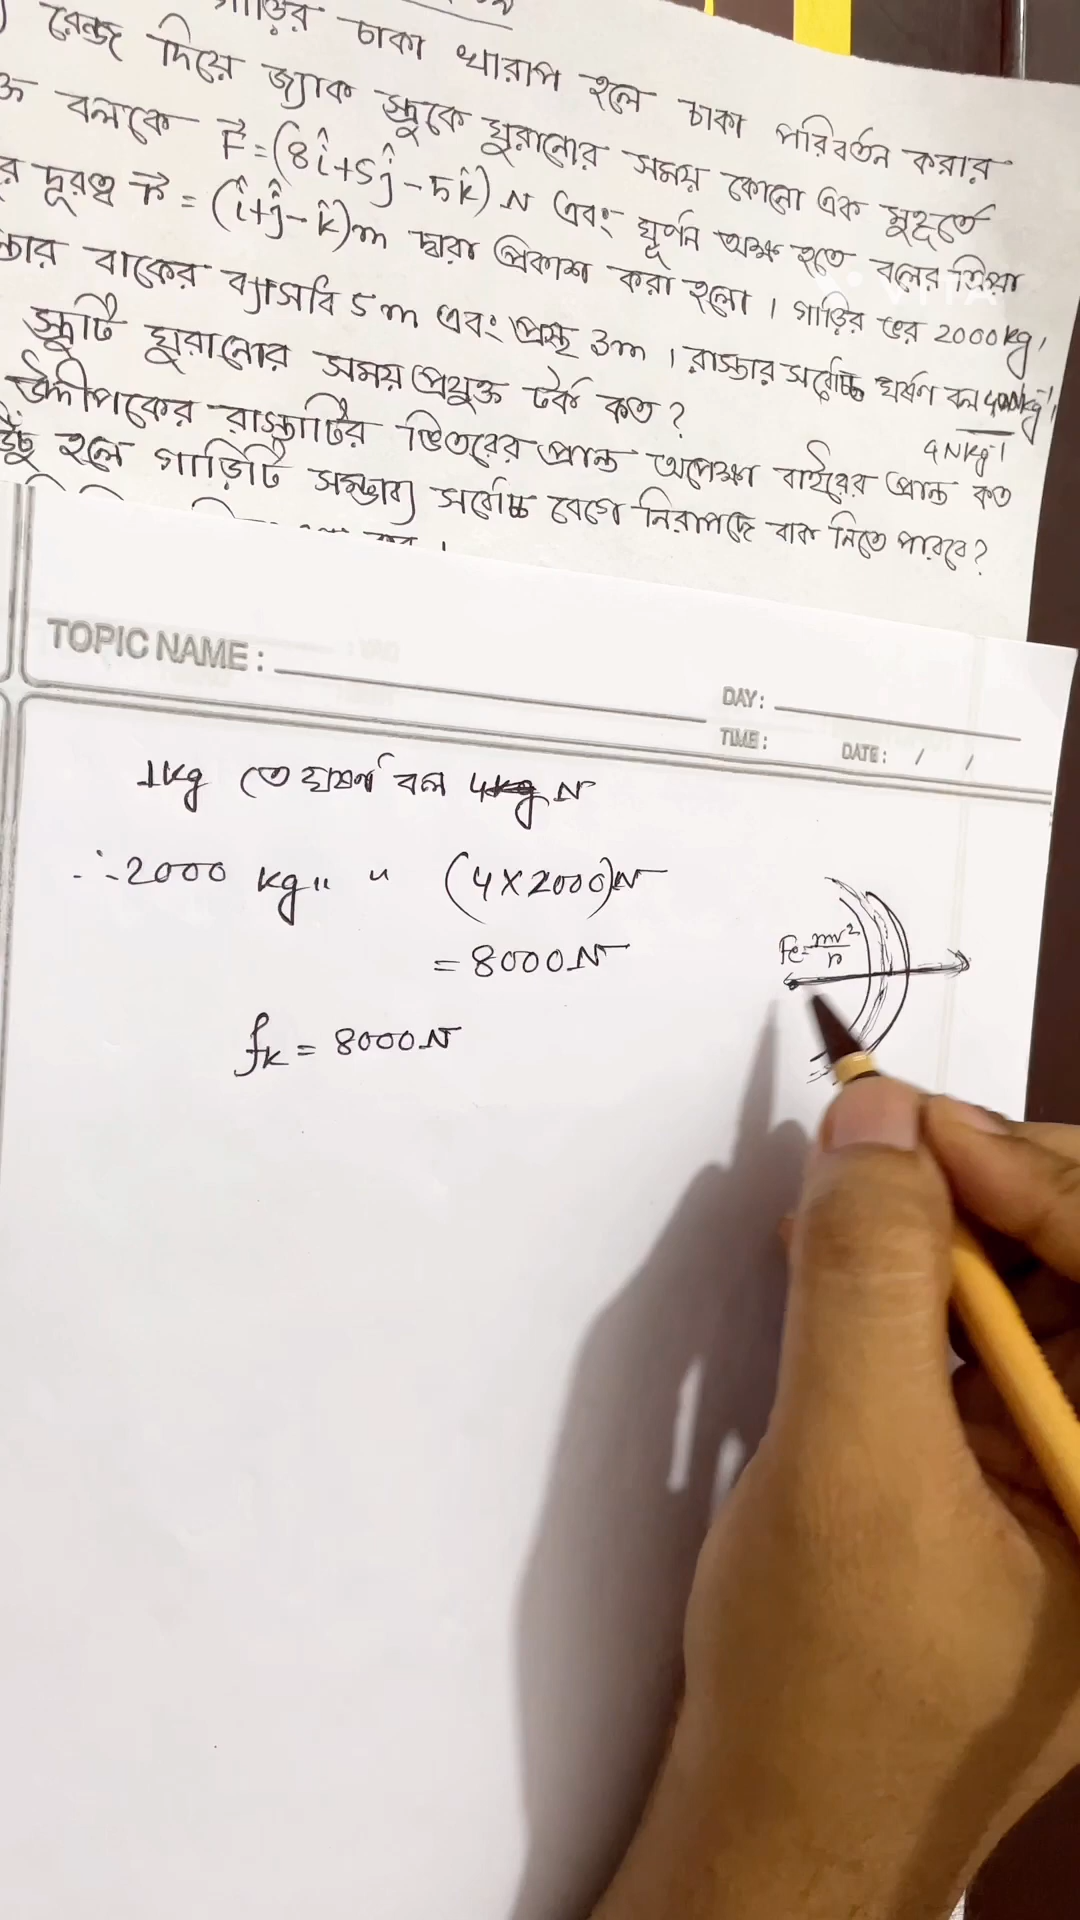 গাড়ির চাকা খারাপ হলে চাকা পরিবর্তন করার
রেন্জ দিয়ে জ্যাক স্ক্রুকে ঘুরানোর সময় কোনো এক মুহূর্তে
বলকে F⃗ = (8î+5ĵ-5k̂) N এবং ঘূর্ণন অক্ষ হতে বলের ক্রিয়া
র দূরত্ব r⃗ = (î+ĵ-k̂)m দ্বারা প্রকাশ করা হলো। গাড়ির ভর 2000kg,
স্তার বাকের ব্যাসার্ধ 5m এবং প্রস্থ 3m। রাস্তার সর্বোচ্চ ঘর্ষণ বল
4Nkg⁻¹
স্ক্রুটি ঘুরানোর সময় প্রযুক্ত টর্ক কত?
উদ্দীপকের রাস্তাটির ভিতরের প্রান্ত অপেক্ষা বাইরের প্রান্ত কত
উঁচু হলে গাড়িটি সম্ভাব্য সর্বোচ্চ বেগে নিরাপদে বাক নিতে পারবে?
TOPIC NAME :
DAY :
TIME : DATE : / /
1kg তে ঘর্ষণ বল 4 N
∴ 2000 kg " " (4×2000)N
= 8000N
Fc = mv²/r
fk = 8000N